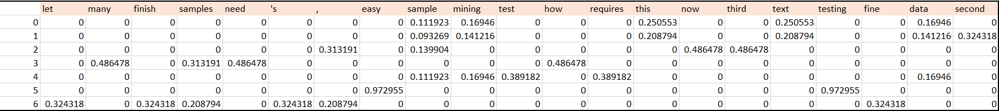 let many finish samples need 's , easy sample mining test how requires this now third text testing fine data second
0 0 0 0 0 0 0 0 0 0.111923 0.16946 0 0 0 0.250553 0 0 0.250553 0 0 0.16946 0
1 0 0 0 0 0 0 0 0 0.093269 0.141216 0 0 0 0.208794 0 0 0.208794 0 0 0.141216 0.324318
2 0 0 0 0 0 0 0.313191 0 0.139904 0 0 0 0 0 0.486478 0.486478 0 0 0 0 0
3 0 0.486478 0 0.313191 0.486478 0 0 0 0 0 0 0.486478 0 0 0 0 0 0 0 0 0
4 0 0 0 0 0 0 0 0 0.111923 0.16946 0.389182 0 0.389182 0 0 0 0 0 0 0.16946 0
5 0 0 0 0 0 0 0 0.972955 0 0 0 0 0 0 0 0 0 0.972955 0 0 0
6 0.324318 0 0.324318 0.208794 0 0.324318 0.208794 0 0 0 0 0 0 0 0 0 0 0 0.324318 0 0